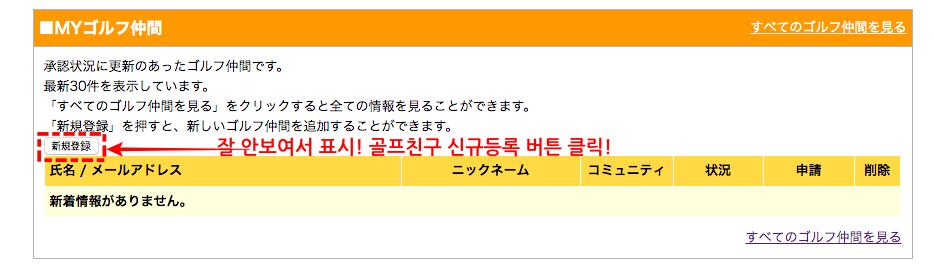 ■MYゴルフ仲間 すべてのゴルフ仲間を見る
承認状況に更新のあったゴルフ仲間です。
最新30件を表示しています。
「すべてのゴルフ仲間を見る」をクリックすると全ての情報を見ることができます。
「新規登録」を押すと、新しいゴルフ仲間を追加することができます。
新規登録 잘 안보여서 표시! 골프친구 신규등록 버튼 클릭!
氏名 / メールアドレス ニックネーム コミュニティ 状況 申請 削除
新着情報がありません。
すべてのゴルフ仲間を見る